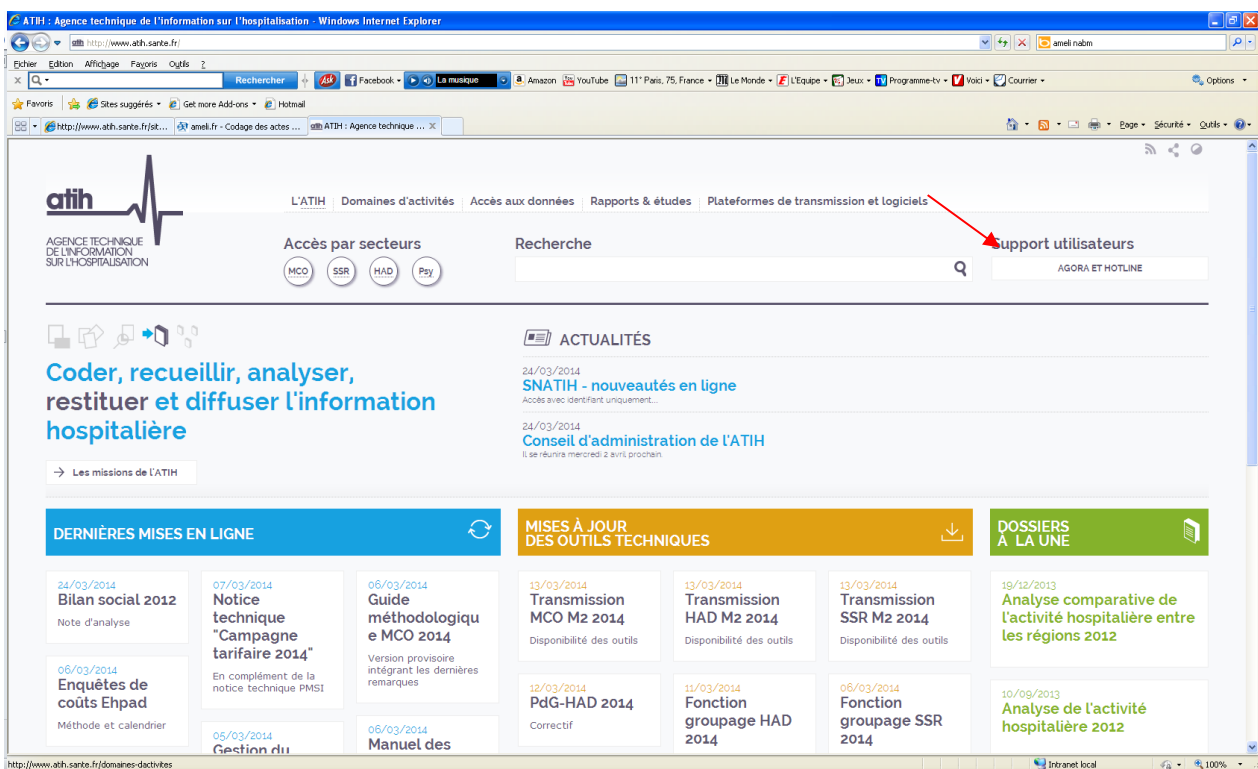 ATIH : Agence technique de l'information sur l'hospitalisation - Windows Internet Explorer
http://www.atih.sante.fr/
ameli nabm
Fichier Edition Affichage Favoris Outils ?
Rechercher Ask Facebook La musique Amazon YouTube 11° Paris, 75, France Le Monde L'Equipe Jeux Programme-tv Voici Courrier Options
Favoris Sites suggérés Get more Add-ons Hotmail
http://www.atih.sante.fr/sit... ameli.fr - Codage des actes ... ATIH : Agence technique ... Page Sécurité Outils
atih
AGENCE TECHNIQUE
DE L'INFORMATION
SUR L'HOSPITALISATION
L'ATIH Domaines d'activités Accès aux données Rapports & études Plateformes de transmission et logiciels
Accès par secteurs
MCO SSR HAD Psy
Recherche
Support utilisateurs
AGORA ET HOTLINE
Coder, recueillir, analyser,
restituer et diffuser l'information
hospitalière
→ Les missions de l'ATIH
ACTUALITÉS
24/03/2014
SNATIH - nouveautés en ligne
Accès avec identifiant uniquement...
24/03/2014
Conseil d'administration de l'ATIH
Il se réunira mercredi 2 avril prochain
DERNIÈRES MISES EN LIGNE
24/03/2014
Bilan social 2012
Note d'analyse
06/03/2014
Enquêtes de
coûts Ehpad
Méthode et calendrier
07/03/2014
Notice
technique
"Campagne
tarifaire 2014"
En complément de la
notice technique PMSI
05/03/2014
Gestion du
06/03/2014
Guide
méthodologiqu
e MCO 2014
Version provisoire
intégrant les dernières
remarques
06/03/2014
Manuel des
MISES À JOUR
DES OUTILS TECHNIQUES
13/03/2014
Transmission
MCO M2 2014
Disponibilité des outils
12/03/2014
PdG-HAD 2014
Correctif
13/03/2014
Transmission
HAD M2 2014
Disponibilité des outils
11/03/2014
Fonction
groupage HAD
2014
13/03/2014
Transmission
SSR M2 2014
Disponibilité des outils
06/03/2014
Fonction
groupage SSR
2014
DOSSIERS
À LA UNE
19/12/2013
Analyse comparative de
l'activité hospitalière entre
les régions 2012
10/09/2013
Analyse de l'activité
hospitalière 2012
http://www.atih.sante.fr/domaines-dactivites Intranet local 100%